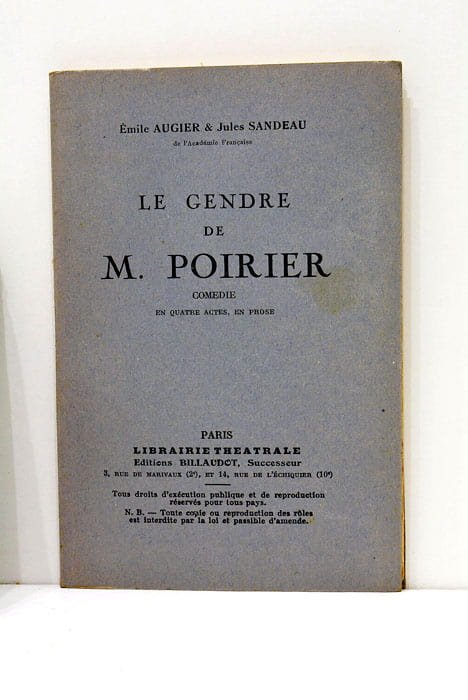 Émile AUGIER & Jules SANDEAU
de l'Académie Française
LE GENDRE
DE
M. POIRIER
COMEDIE
EN QUATRE ACTES, EN PROSE
PARIS
LIBRAIRIE THEATRALE
Editions BILLAUDOT, Successeur
3, RUE DE MARIVAUX (2e), ET 14, RUE DE L'ÉCHIQUIER (10e)
Tous droits d'exécution publique et de reproduction
réservés pour tous pays.
N. B. — Toute copie ou reproduction des rôles
est interdite par la loi et passible d'amende.